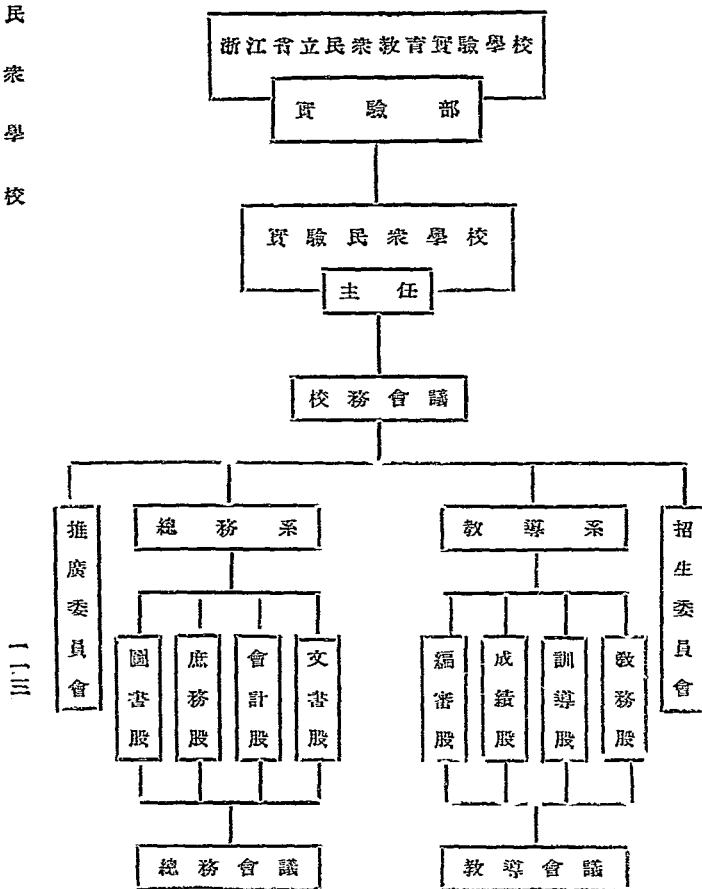 民衆學校
浙江省立民衆教育實驗學校
實驗部
實驗民衆學校
主任
校務會議
招生委員會
教導系
總務系
推廣委員會
教務股
訓導股
成績股
編審股
文書股
會計股
庶務股
圖書股
教導會議
總務會議